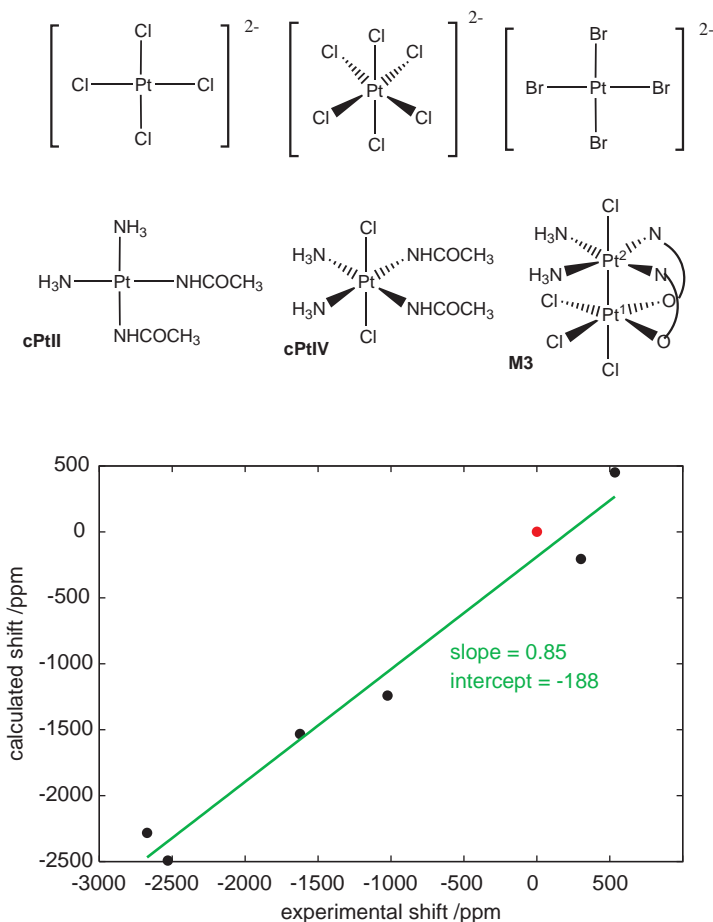 Cl
Cl Pt Cl
Cl
2-
Cl
Cl Cl
Pt
Cl Cl
Cl
2-
Br
Br Pt Br
Br
2-
NH3
H3N Pt NHCOCH3
NHCOCH3
cPtII
Cl
H3N NHCOCH3
Pt
H3N NHCOCH3
Cl
cPtIV
Cl
H3N N
Pt2
H3N N
Cl O
Pt1
Cl O
Cl
M3
500
0
-500
-1000
-1500
-2000
-2500
calculated shift /ppm
slope = 0.85
intercept = -188
-3000 -2500 -2000 -1500 -1000 -500 0 500
experimental shift /ppm